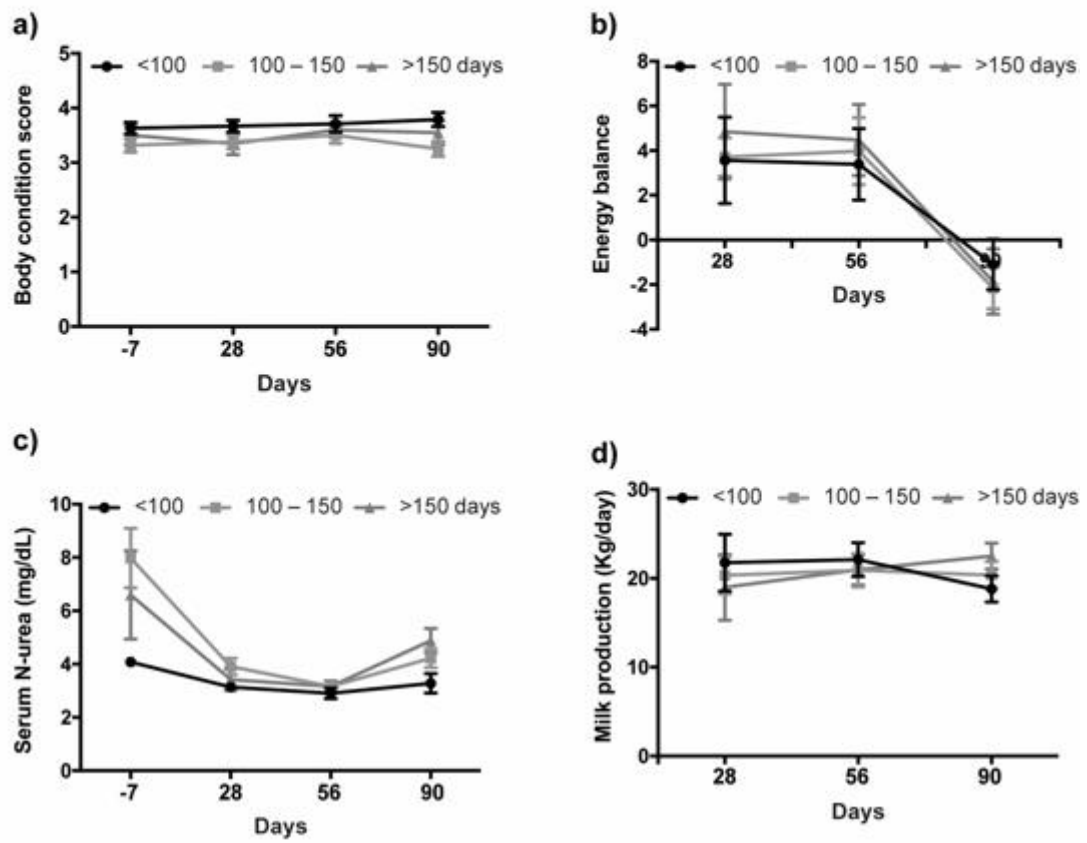 a)
<100 100 – 150 >150 days
Body condition score
5
4
3
2
1
0
-7 28 56 90
Days
b)
<100 100 – 150 >150 days
Energy balance
8
6
4
2
0
-2
-4
28 56
Days
c)
<100 100 – 150 >150 days
Serum N-urea (mg/dL)
10
8
6
4
2
0
-7 28 56 90
Days
d)
<100 100 – 150 >150 days
Milk production (Kg/day)
30
20
10
0
28 56 90
Days